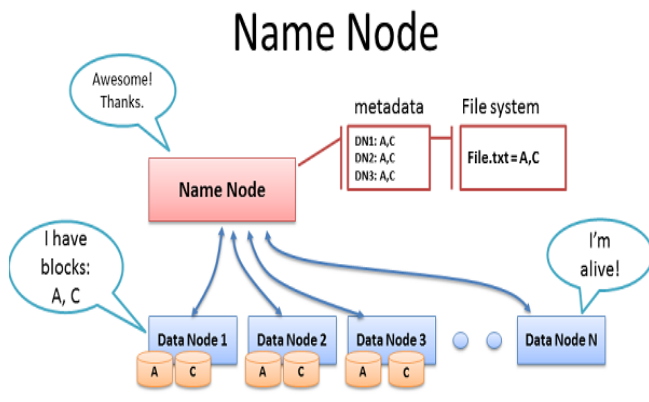 Name Node
Awesome!
Thanks.
metadata
File system
DN1: A,C
DN2: A,C
DN3: A,C
File.txt = A,C
Name Node
I have
blocks:
A, C
I'm
alive!
Data Node 1
Data Node 2
Data Node 3
Data Node N
A
C
A
C
A
C